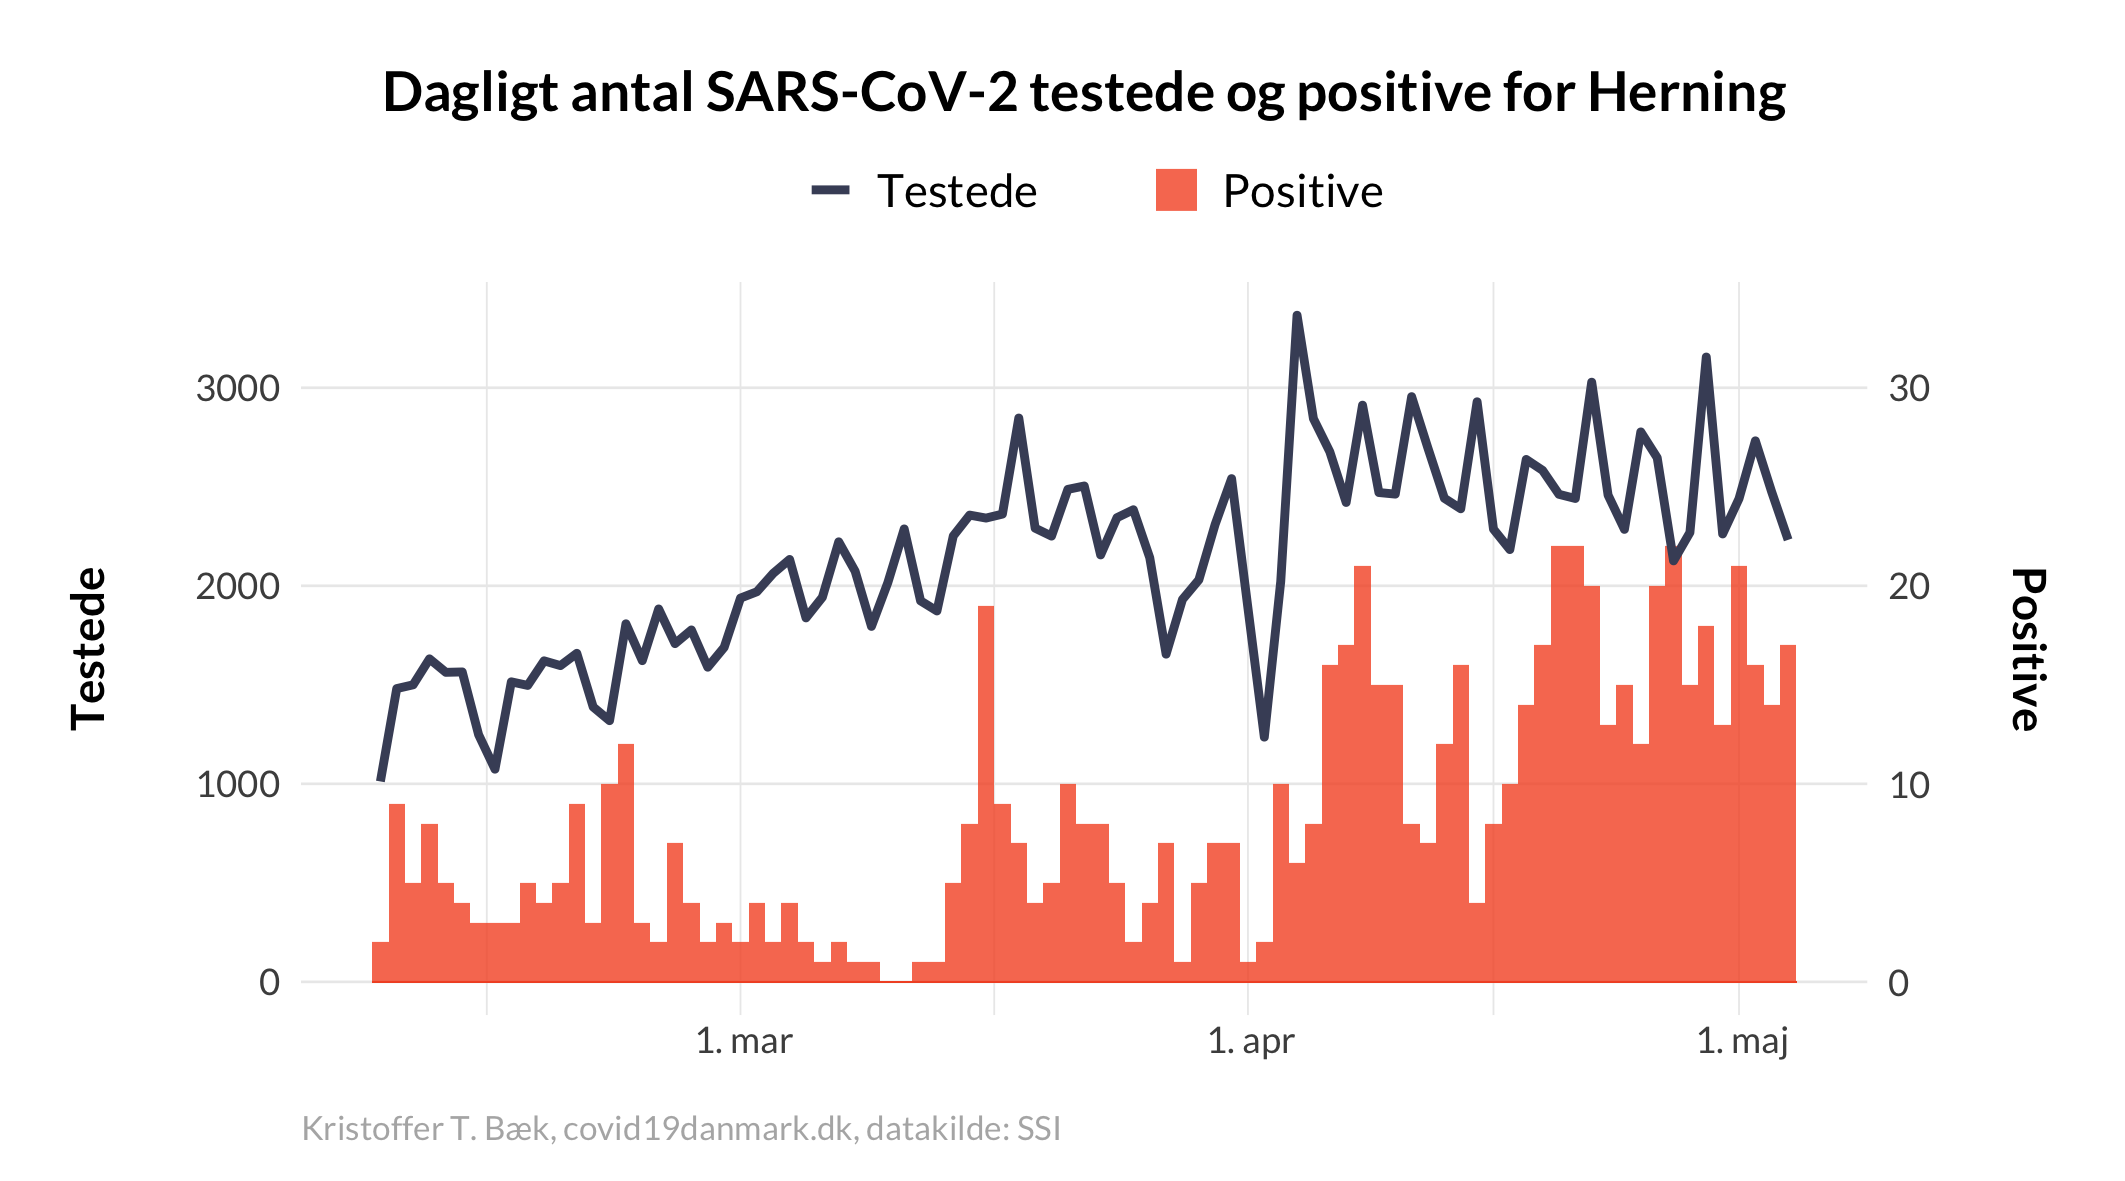 Dagligt antal SARS-CoV-2 testede og positive for Herning
Testede
Positive
3000
2000
1000
0
Testede
30
20
10
0
Positive
1. mar
1. apr
1. maj
Kristoffer T. Bæk, covid19danmark.dk, datakilde: SSI